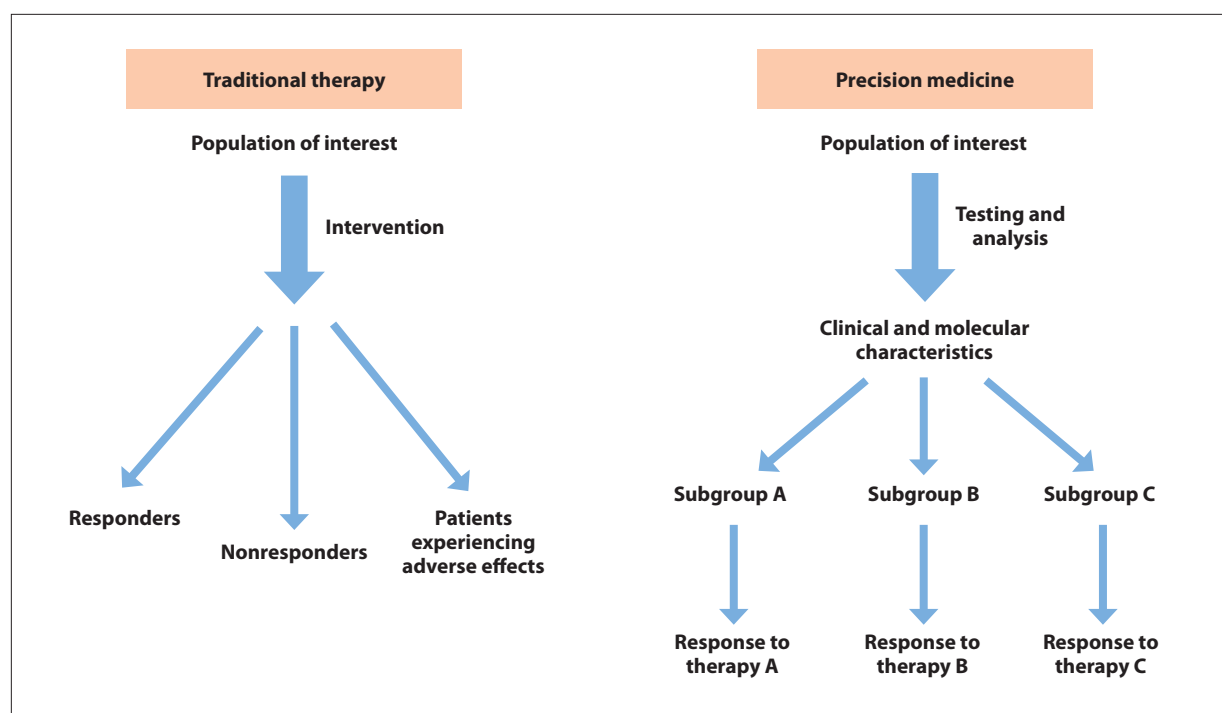 Traditional therapy
Population of interest
Intervention
Responders
Nonresponders
Patients
experiencing
adverse effects
Precision medicine
Population of interest
Testing and
analysis
Clinical and molecular
characteristics
Subgroup A
Subgroup B
Subgroup C
Response to
therapy A
Response to
therapy B
Response to
therapy C